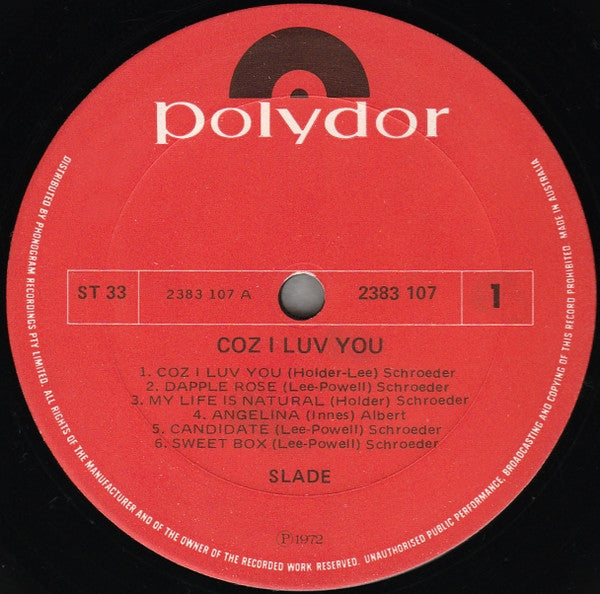 polydor
ST 33
2383 107 A
2383 107
1
COZ I LUV YOU
1. COZ I LUV YOU (Holder-Lee) Schroeder
2. DAPPLE ROSE (Lee-Powell) Schroeder
3. MY LIFE IS NATURAL (Holder) Schroeder
4. ANGELINA (Innes) Albert
5. CANDIDATE (Lee-Powell) Schroeder
6. SWEET BOX (Lee-Powell) Schroeder
SLADE
Ⓟ1972
DISTRIBUTED BY PHONOGRAM RECORDINGS PTY LIMITED. ALL RIGHTS OF THE MANUFACTURER AND OF THE OWNER OF THE RECORDED WORK RESERVED. UNAUTHORISED PUBLIC PERFORMANCE, BROADCASTING AND COPYING OF THIS RECORD PROHIBITED. MADE IN AUSTRALIA